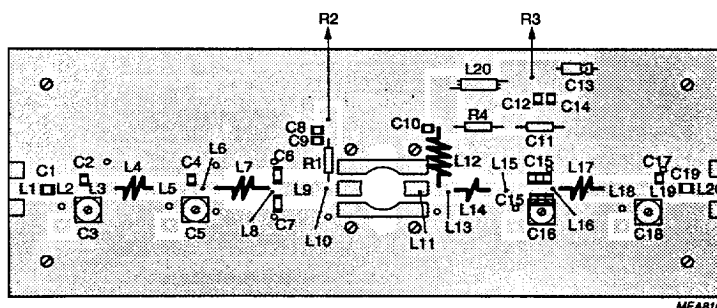 R2 R3
L20 C13
C12 C14
C8 C10 R4 C11
C9
L6 C6 R1 L12 L15 C15 L17 C17
C1 C2 L4 C4 L7 C19
L1 L2 L3 L5 L9 L14 C15 L18 L19 L20
C3 C5 L8 C7 L10 L11 L13 C16 L16 C18